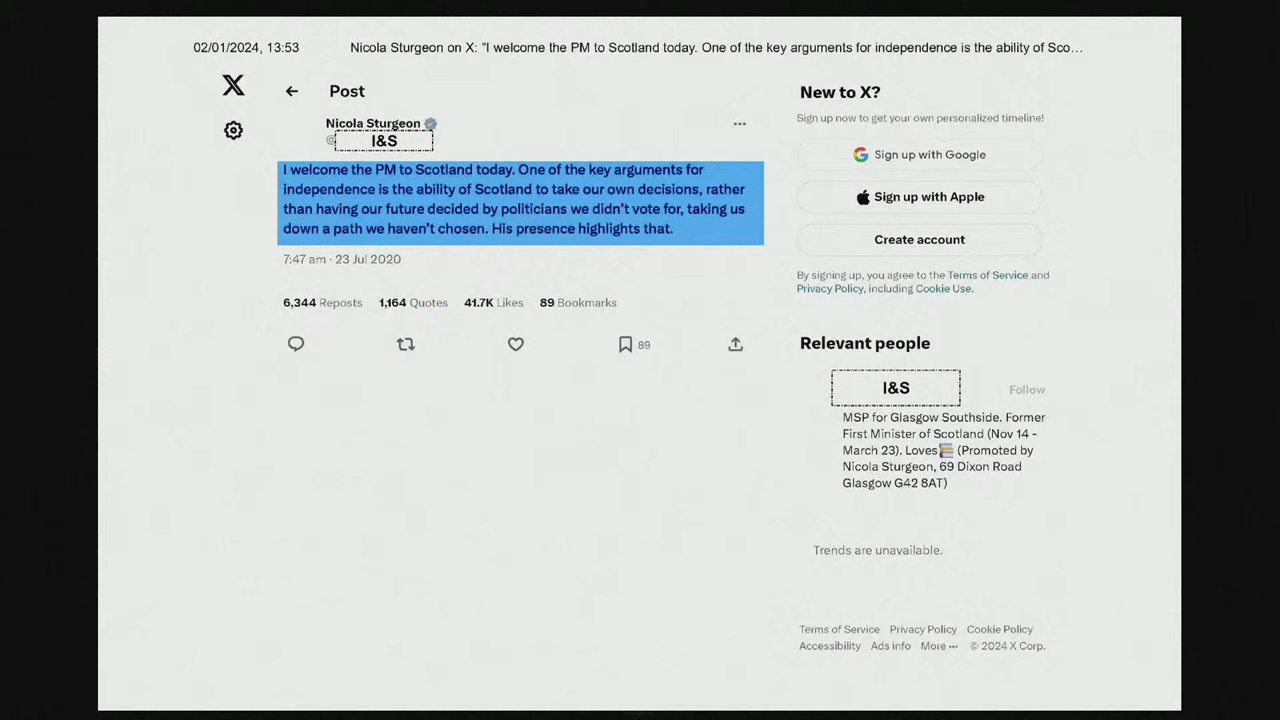 02/01/2024, 13:53
Nicola Sturgeon on X: "I welcome the PM to Scotland today. One of the key arguments for independence is the ability of Sco…
Post
Nicola Sturgeon
@
I&S
I welcome the PM to Scotland today. One of the key arguments for
independence is the ability of Scotland to take our own decisions, rather
than having our future decided by politicians we didn't vote for, taking us
down a path we haven't chosen. His presence highlights that.
7:47 am · 23 Jul 2020
6,344 Reposts 1,164 Quotes 41.7K Likes 89 Bookmarks
89
New to X?
Sign up now to get your own personalized timeline!
Sign up with Google
Sign up with Apple
Create account
By signing up, you agree to the Terms of Service and
Privacy Policy, including Cookie Use.
Relevant people
I&S
Follow
MSP for Glasgow Southside. Former
First Minister of Scotland (Nov 14 -
March 23). Loves📚 (Promoted by
Nicola Sturgeon, 69 Dixon Road
Glasgow G42 8AT)
Trends are unavailable.
Terms of Service Privacy Policy Cookie Policy
Accessibility Ads info More ··· © 2024 X Corp.